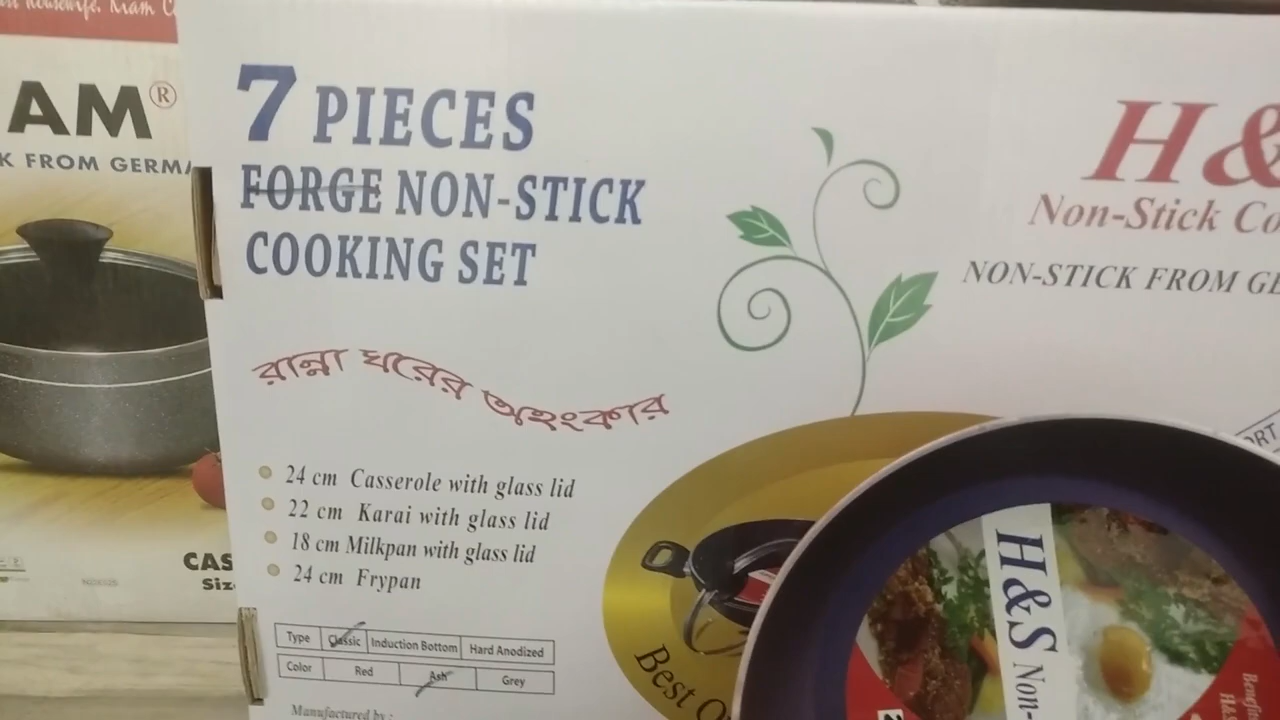 AM®
K FROM GERMA
CAS
Siz
7 PIECES
FORGE NON-STICK
COOKING SET
রান্না ঘরের অহংকার
24 cm Casserole with glass lid
22 cm Karai with glass lid
18 cm Milkpan with glass lid
24 cm Frypan
Type Classic Induction Bottom Hard Anodized
Color Red Ash Grey
Manufactured by :
H&
Non-Stick Co
NON-STICK FROM GE
Best O
H&S Non-